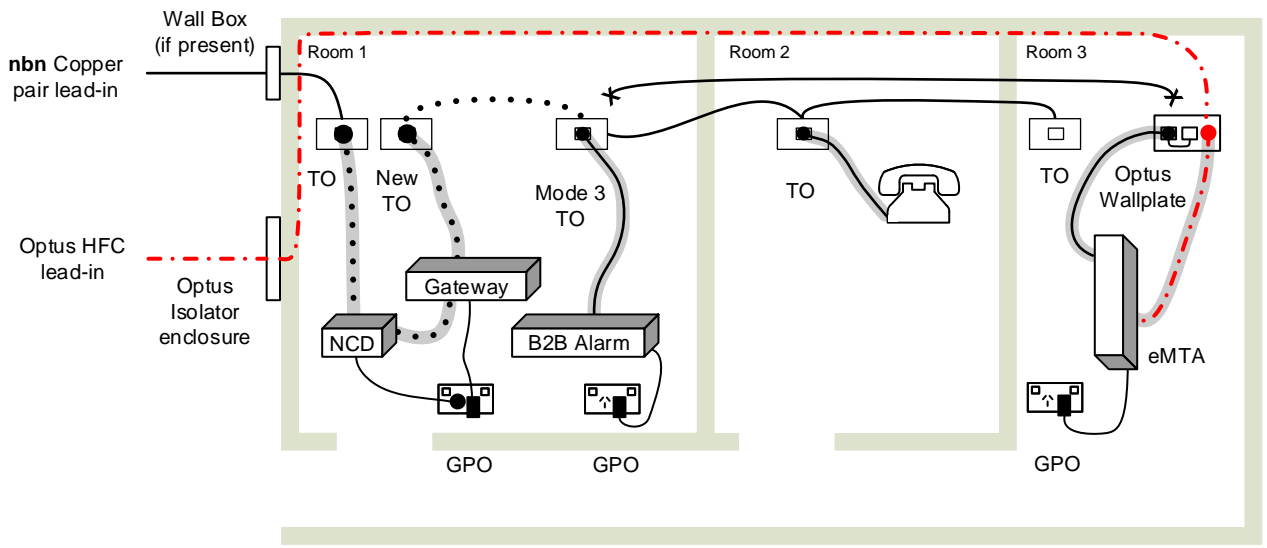 Wall Box
(if present)
nbn Copper
pair lead-in
Room 1
Room 2
Room 3
TO
New
TO
Mode 3
TO
TO
TO
Optus
Wallplate
Optus HFC
lead-in
Optus
Isolator
enclosure
Gateway
NCD
B2B Alarm
eMTA
GPO
GPO
GPO